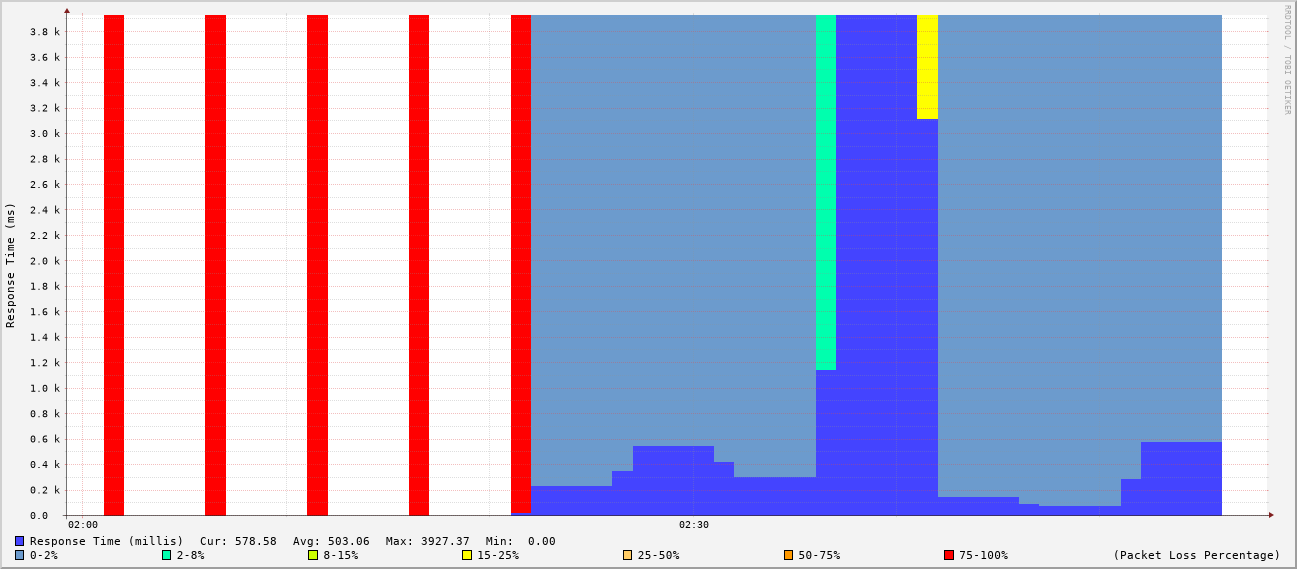 RRDTOOL / TOBI OETIKER
Response Time (ms)
3.8 k
3.6 k
3.4 k
3.2 k
3.0 k
2.8 k
2.6 k
2.4 k
2.2 k
2.0 k
1.8 k
1.6 k
1.4 k
1.2 k
1.0 k
0.8 k
0.6 k
0.4 k
0.2 k
0.0
02:00 02:30
Response Time (millis) Cur: 578.58 Avg: 503.06 Max: 3927.37 Min: 0.00
0-2% 2-8% 8-15% 15-25% 25-50% 50-75% 75-100% (Packet Loss Percentage)